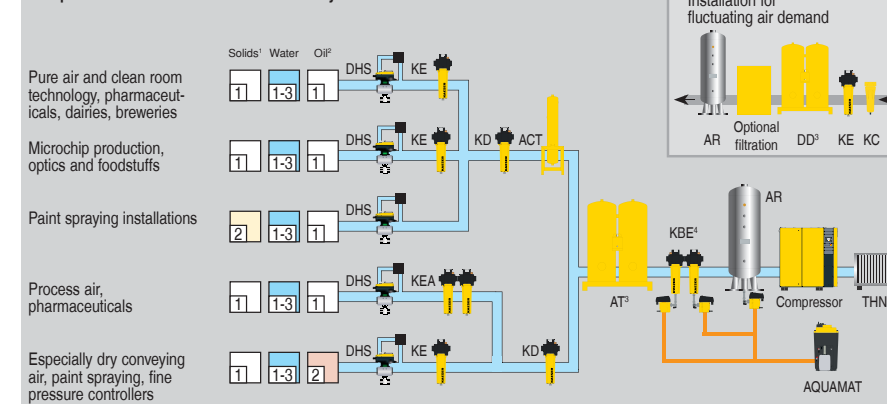 Installation for
fluctuating air demand
AR
Optional
filtration
DD³
KE
KC
Solids¹ Water Oil²
Pure air and clean room
technology, pharmaceut-
icals, dairies, breweries
1 1-3 1
DHS
KE
Microchip production,
optics and foodstuffs
1 1-3 1
DHS
KE
KD
ACT
Paint spraying installations
2 1-3 1
DHS
Process air,
pharmaceuticals
1 1-3 1
DHS
KEA
Especially dry conveying
air, paint spraying, fine
pressure controllers
1 1-3 2
DHS
KE
KD
AT³
KBE⁴
AR
Compressor
THN
AQUAMAT